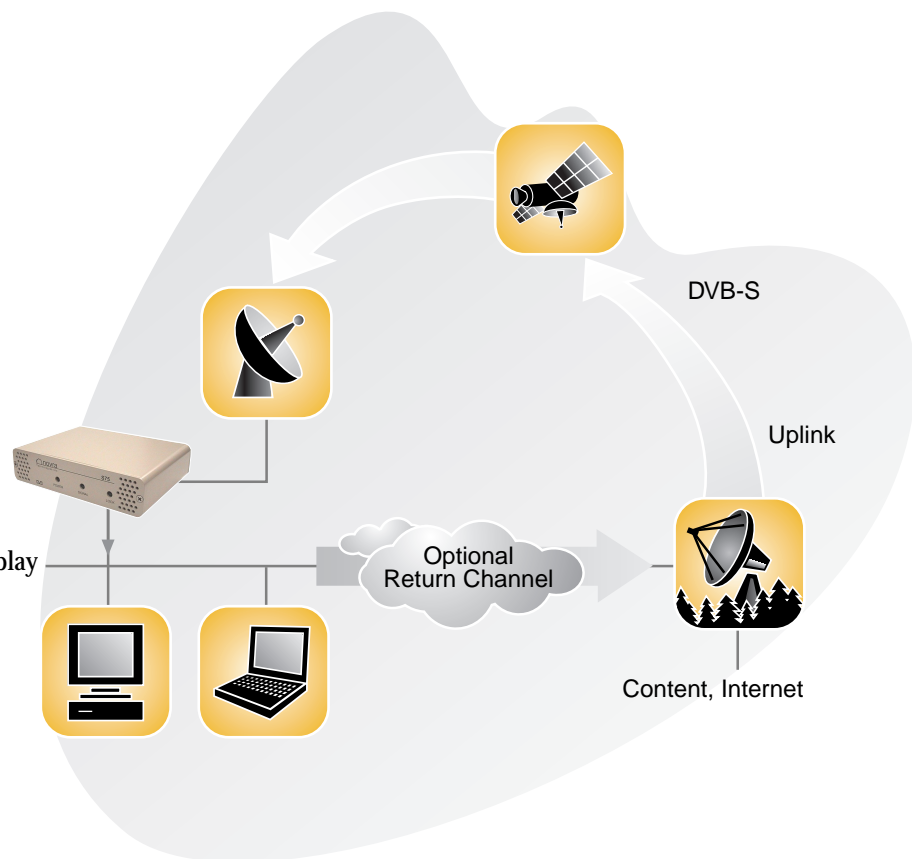 DVB-S
Uplink
play
Optional
Return Channel
Content, Internet